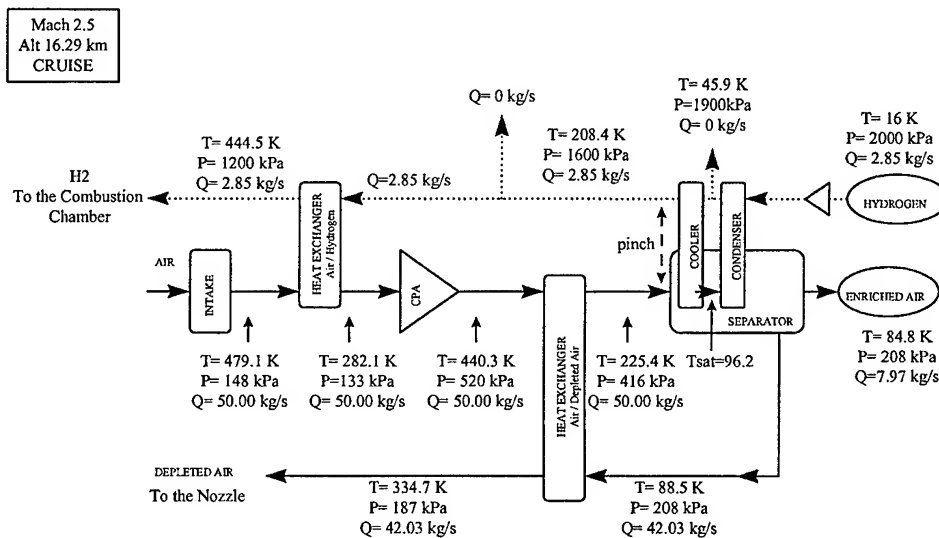 Mach 2.5
Alt 16.29 km
CRUISE
Q= 0 kg/s
T= 45.9 K
P=1900kPa
Q= 0 kg/s
T= 16 K
P= 2000 kPa
Q= 2.85 kg/s
T= 444.5 K
P= 1200 kPa
Q= 2.85 kg/s
T= 208.4 K
P= 1600 kPa
Q= 2.85 kg/s
H2
To the Combustion
Chamber
Q=2.85 kg/s
HYDROGEN
HEAT EXCHANGER
Air / Hydrogen
pinch
COOLER
CONDENSER
AIR
INTAKE
CPA
SEPARATOR
ENRICHED AIR
T= 479.1 K
P= 148 kPa
Q= 50.00 kg/s
T= 282.1 K
P= 133 kPa
Q= 50.00 kg/s
T= 440.3 K
P= 520 kPa
Q= 50.00 kg/s
HEAT EXCHANGER
Air / Depleted Air
T= 225.4 K
P= 416 kPa
Q= 50.00 kg/s
Tsat=96.2
T= 84.8 K
P= 208 kPa
Q=7.97 kg/s
DEPLETED AIR
To the Nozzle
T= 334.7 K
P= 187 kPa
Q= 42.03 kg/s
T= 88.5 K
P= 208 kPa
Q= 42.03 kg/s